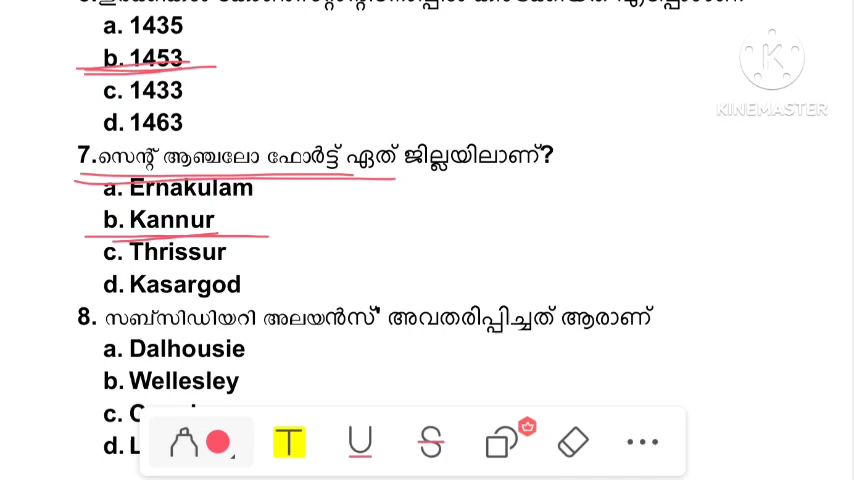 a. 1435
b. 1453
c. 1433
d. 1463
KINEMASTER
7.സെന്റ് ആഞ്ചലോ ഫോർട്ട് ഏത് ജില്ലയിലാണ്?
a. Ernakulam
b. Kannur
c. Thrissur
d. Kasargod
8. സബ്സിഡിയറി അലയൻസ്' അവതരിപ്പിച്ചത് ആരാണ്
a. Dalhousie
b. Wellesley
c.
d. L
T
U
S